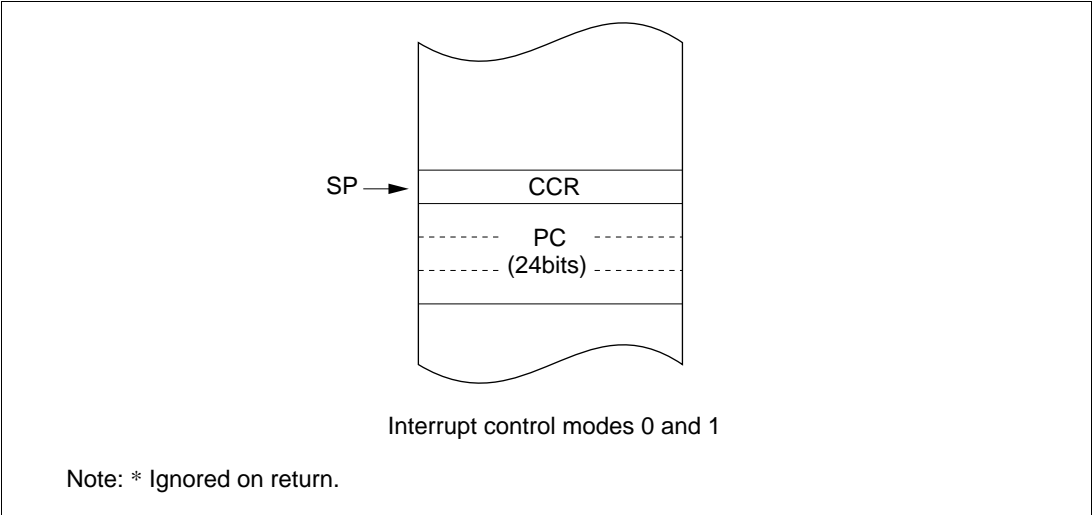 SP
CCR
PC
(24bits)
Interrupt control modes 0 and 1
Note: * Ignored on return.